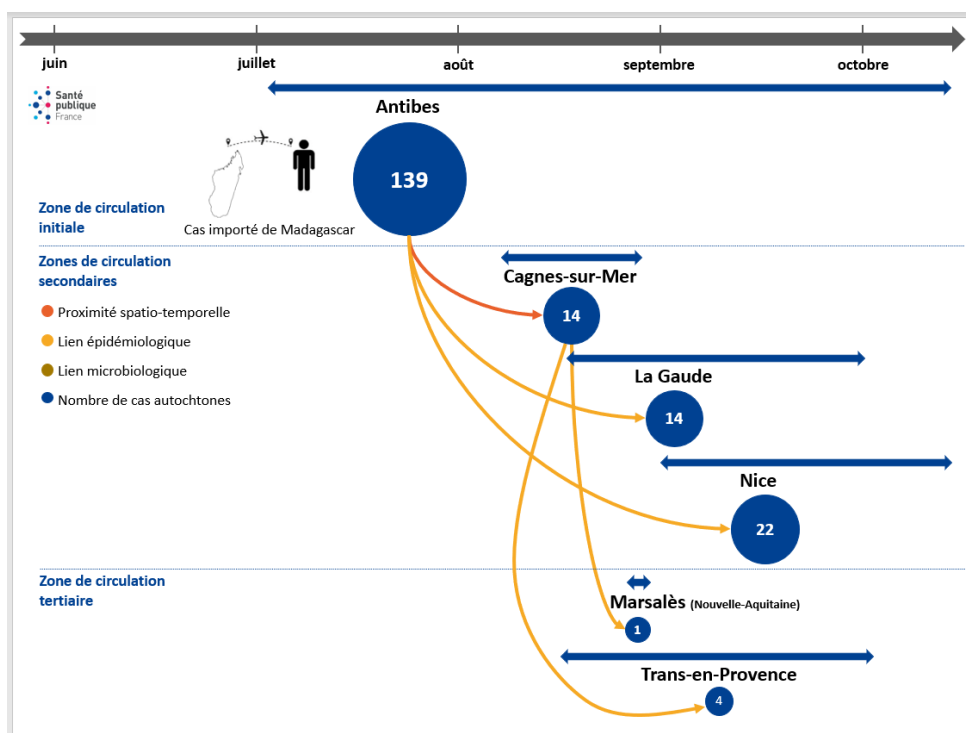 juin
juillet
août
septembre
octobre
Santé
publique
France
Antibes
139
Zone de circulation
initiale
Cas importé de Madagascar
Zones de circulation
secondaires
Cagnes-sur-Mer
14
Proximité spatio-temporelle
Lien épidémiologique
Lien microbiologique
Nombre de cas autochtones
La Gaude
14
Nice
22
Zone de circulation
tertiaire
Marsalès (Nouvelle-Aquitaine)
1
Trans-en-Provence
4